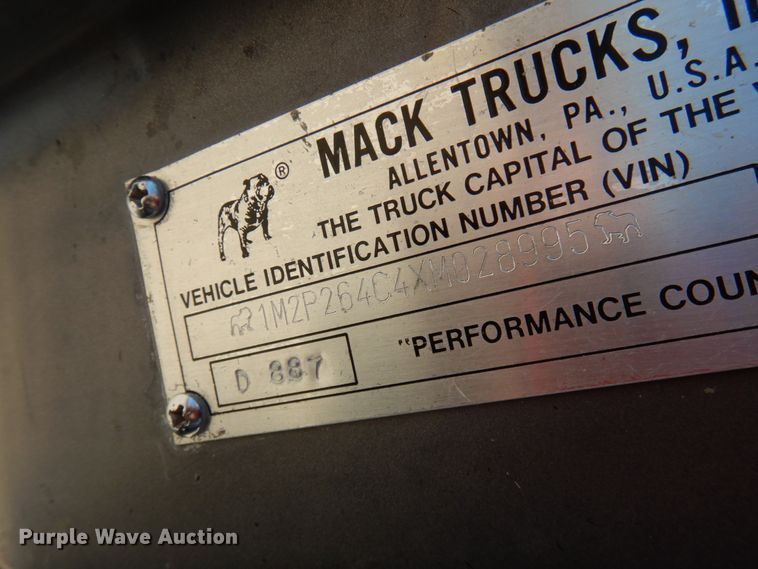 MACK TRUCKS,
ALLENTOWN, PA., U.S.A.
THE TRUCK CAPITAL OF THE
®
VEHICLE IDENTIFICATION NUMBER (VIN)
1M2P264C4XM028995
"PERFORMANCE COUN
D 887
Purple Wave Auction